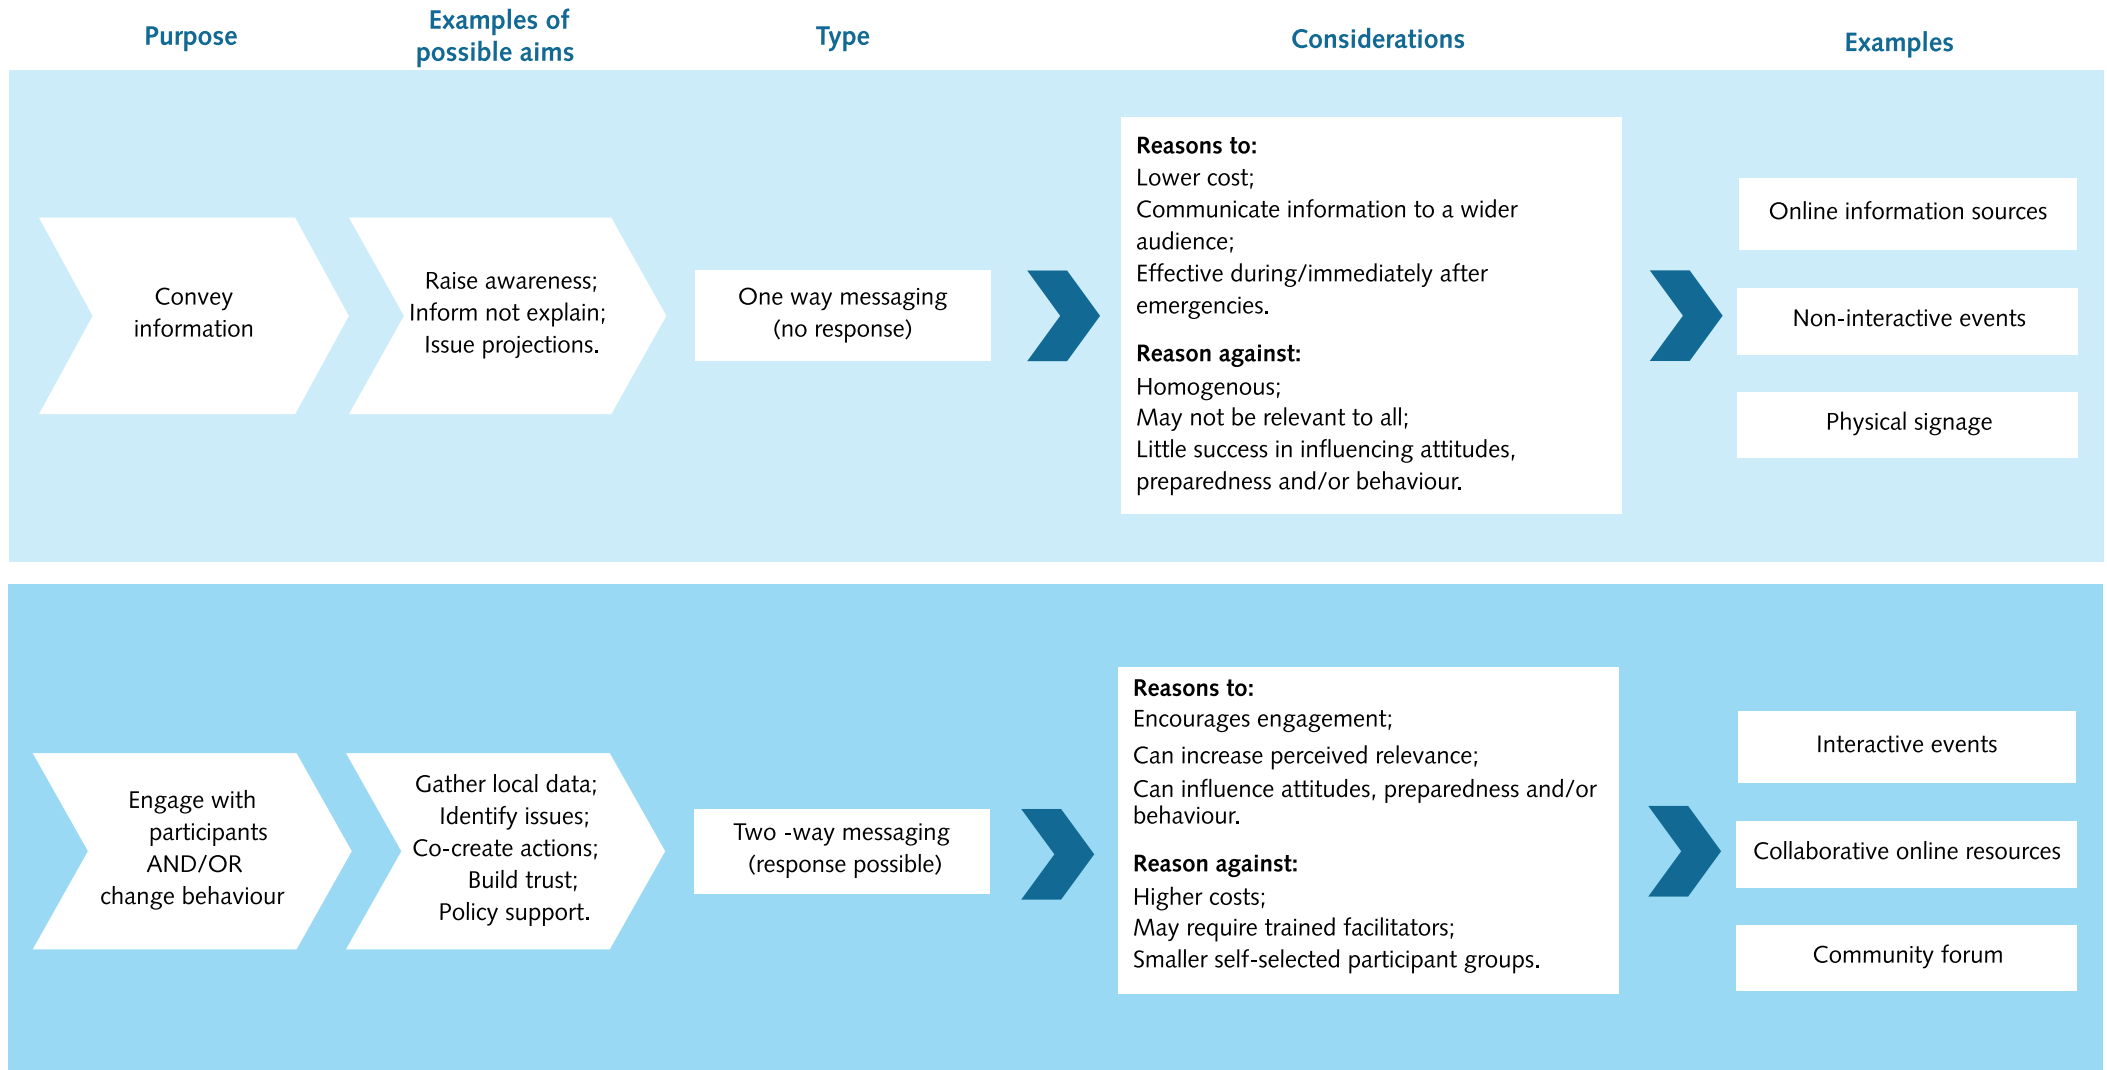 Purpose
Examples of
possible aims
Type
Considerations
Examples
Convey
information
Raise awareness;
Inform not explain;
Issue projections.
One way messaging
(no response)
Reasons to:
Lower cost;
Communicate information to a wider
audience;
Effective during/immediately after
emergencies.
Reason against:
Homogenous;
May not be relevant to all;
Little success in influencing attitudes,
preparedness and/or behaviour.
Online information sources
Non-interactive events
Physical signage
Engage with
participants
AND/OR
change behaviour
Gather local data;
Identify issues;
Co-create actions;
Build trust;
Policy support.
Two -way messaging
(response possible)
Reasons to:
Encourages engagement;
Can increase perceived relevance;
Can influence attitudes, preparedness and/or
behaviour.
Reason against:
Higher costs;
May require trained facilitators;
Smaller self-selected participant groups.
Interactive events
Collaborative online resources
Community forum